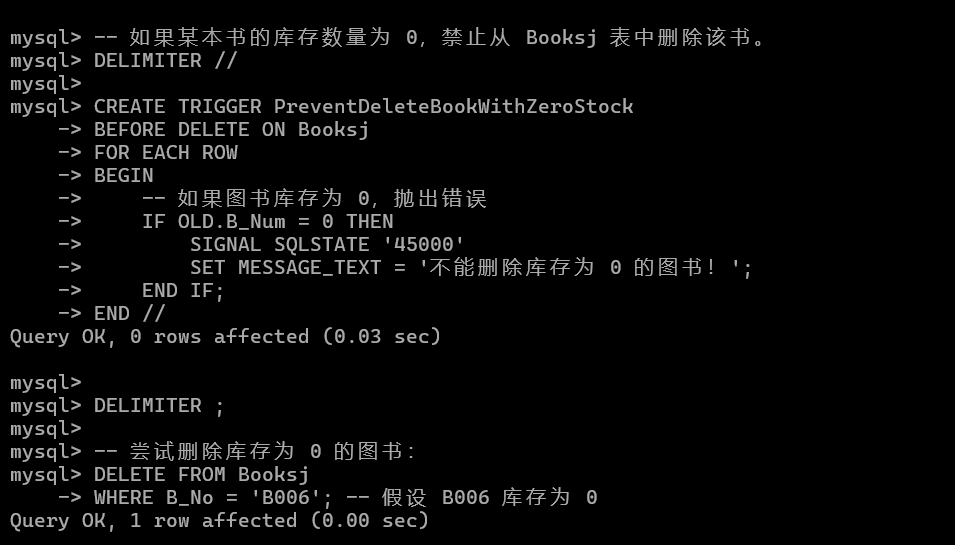 mysql> -- 如果某本书的库存数量为 0，禁止从 Booksj 表中删除该书。
mysql> DELIMITER //
mysql>
mysql> CREATE TRIGGER PreventDeleteBookWithZeroStock
    -> BEFORE DELETE ON Booksj
    -> FOR EACH ROW
    -> BEGIN
    ->     -- 如果图书库存为 0，抛出错误
    ->     IF OLD.B_Num = 0 THEN
    ->         SIGNAL SQLSTATE '45000'
    ->         SET MESSAGE_TEXT = '不能删除库存为 0 的图书！';
    ->     END IF;
    -> END //
Query OK, 0 rows affected (0.03 sec)

mysql>
mysql> DELIMITER ;
mysql>
mysql> -- 尝试删除库存为 0 的图书：
mysql> DELETE FROM Booksj
    -> WHERE B_No = 'B006'; -- 假设 B006 库存为 0
Query OK, 1 row affected (0.00 sec)